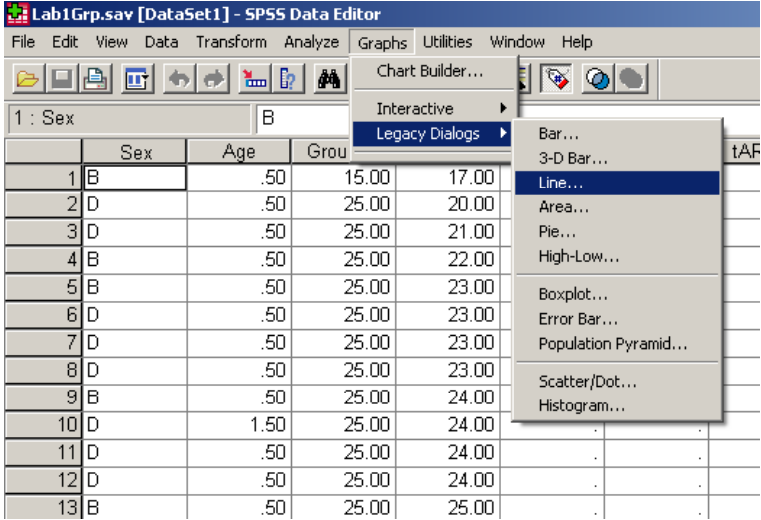 Lab1Grp.sav [DataSet1] - SPSS Data Editor
File Edit View Data Transform Analyze Graphs Utilities Window Help
Chart Builder...
Interactive
Legacy Dialogs
Bar...
3-D Bar...
Line...
Area...
Pie...
High-Low...
Boxplot...
Error Bar...
Population Pyramid...
Scatter/Dot...
Histogram...
1 : Sex B
Sex Age Grou tAR
1 B .50 15.00 17.00
2 D .50 25.00 20.00
3 D .50 25.00 21.00
4 B .50 25.00 22.00
5 B .50 25.00 23.00
6 D .50 25.00 23.00
7 D .50 25.00 23.00
8 D .50 25.00 23.00
9 B .50 25.00 24.00
10 D 1.50 25.00 24.00 . .
11 D .50 25.00 24.00 . .
12 D .50 25.00 24.00 . .
13 B .50 25.00 25.00 . .